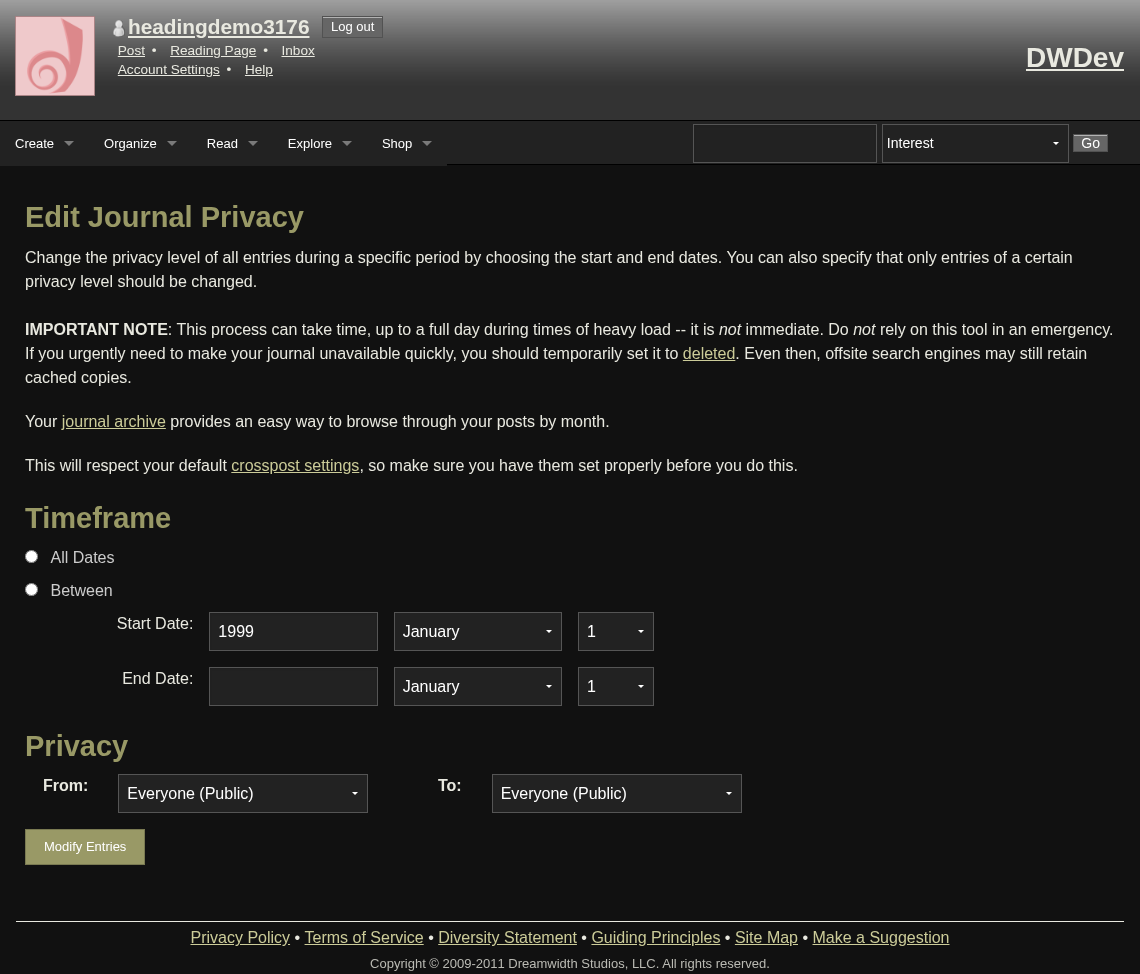 headingdemo3176 Log out
Post • Reading Page • Inbox
Account Settings • Help
DWDev
Create Organize Read Explore Shop Interest Go
Edit Journal Privacy
Change the privacy level of all entries during a specific period by choosing the start and end dates. You can also specify that only entries of a certain
privacy level should be changed.
IMPORTANT NOTE: This process can take time, up to a full day during times of heavy load -- it is not immediate. Do not rely on this tool in an emergency.
If you urgently need to make your journal unavailable quickly, you should temporarily set it to deleted. Even then, offsite search engines may still retain
cached copies.
Your journal archive provides an easy way to browse through your posts by month.
This will respect your default crosspost settings, so make sure you have them set properly before you do this.
Timeframe
All Dates
Between
Start Date: 1999 January 1
End Date: January 1
Privacy
From: Everyone (Public) To: Everyone (Public)
Modify Entries
Privacy Policy • Terms of Service • Diversity Statement • Guiding Principles • Site Map • Make a Suggestion
Copyright © 2009-2011 Dreamwidth Studios, LLC. All rights reserved.